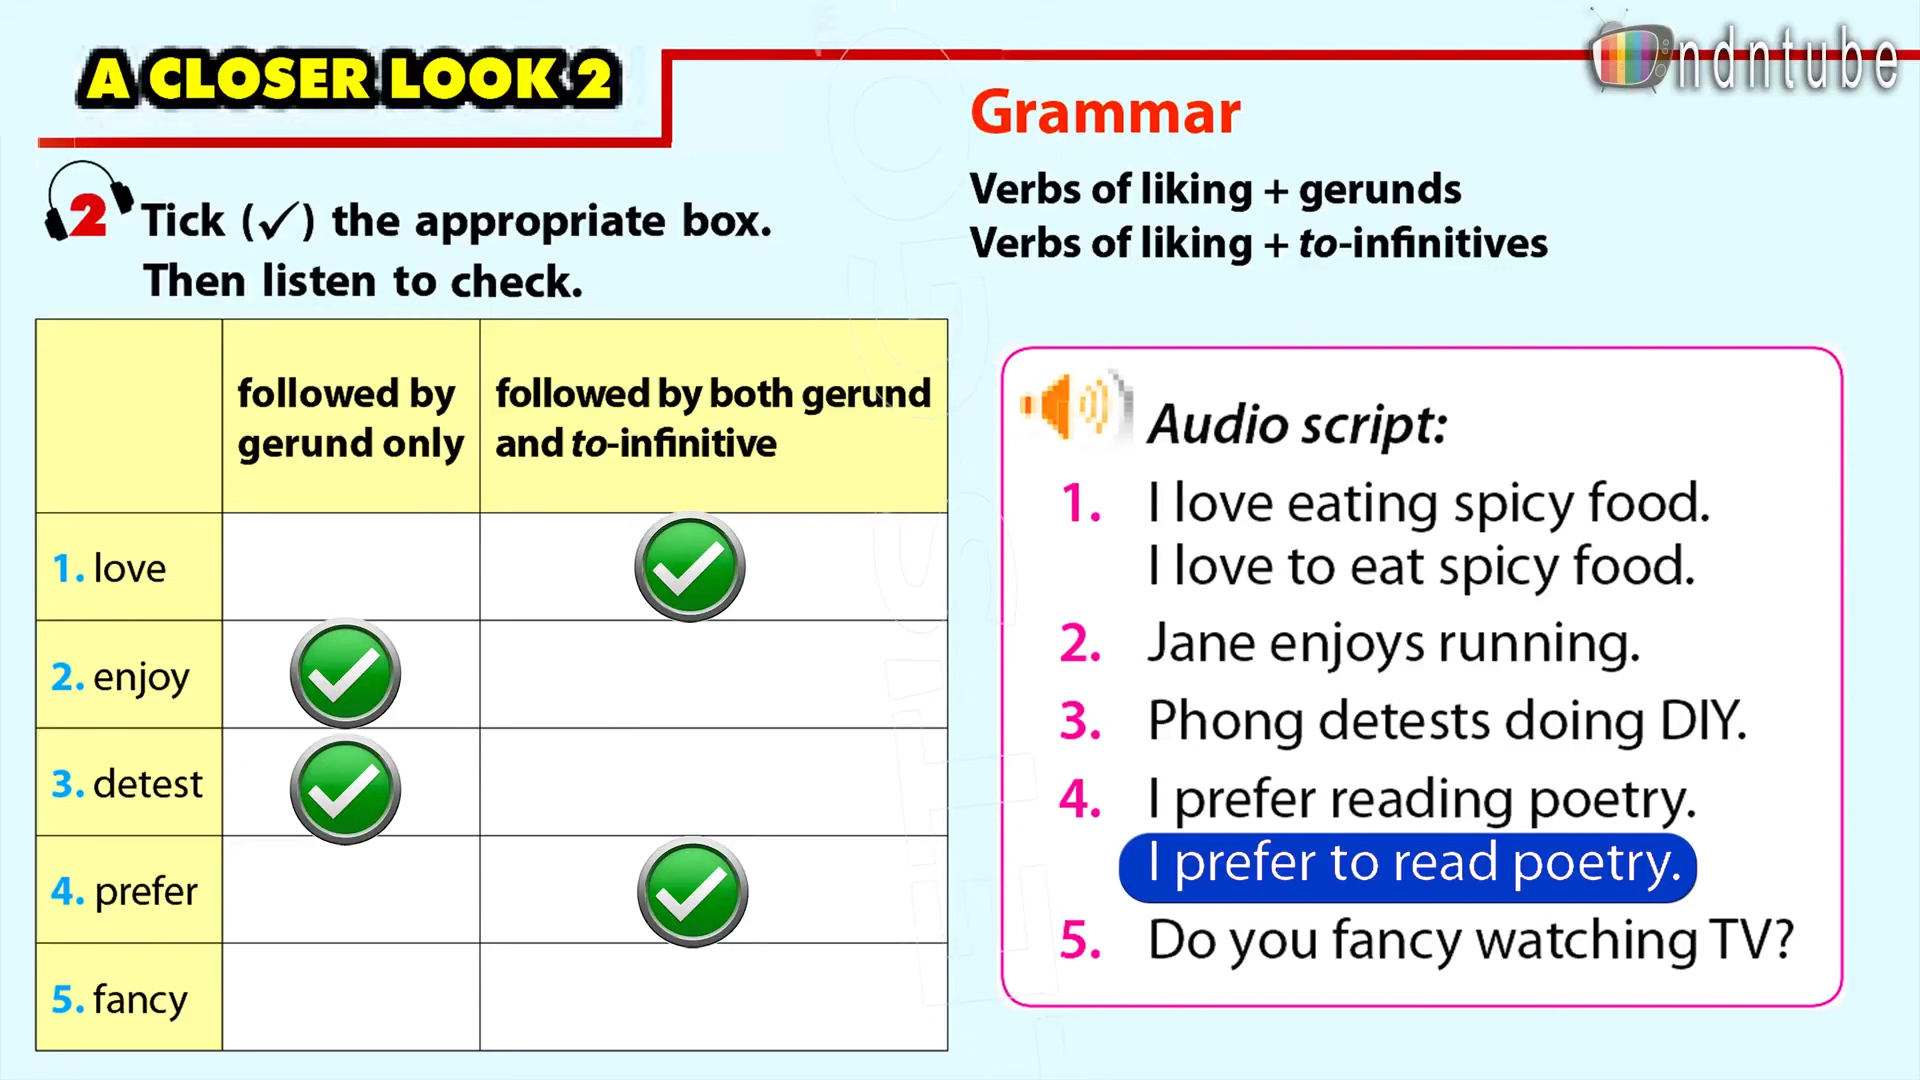 A CLOSER LOOK 2
ndntube
Grammar
Verbs of liking + gerunds
Verbs of liking + to-infinitives
2 Tick (✓) the appropriate box.
Then listen to check.
followed by
gerund only
followed by both gerund
and to-infinitive
1. love
2. enjoy
3. detest
4. prefer
5. fancy
Audio script:
1. I love eating spicy food.
I love to eat spicy food.
2. Jane enjoys running.
3. Phong detests doing DIY.
4. I prefer reading poetry.
I prefer to read poetry.
5. Do you fancy watching TV?